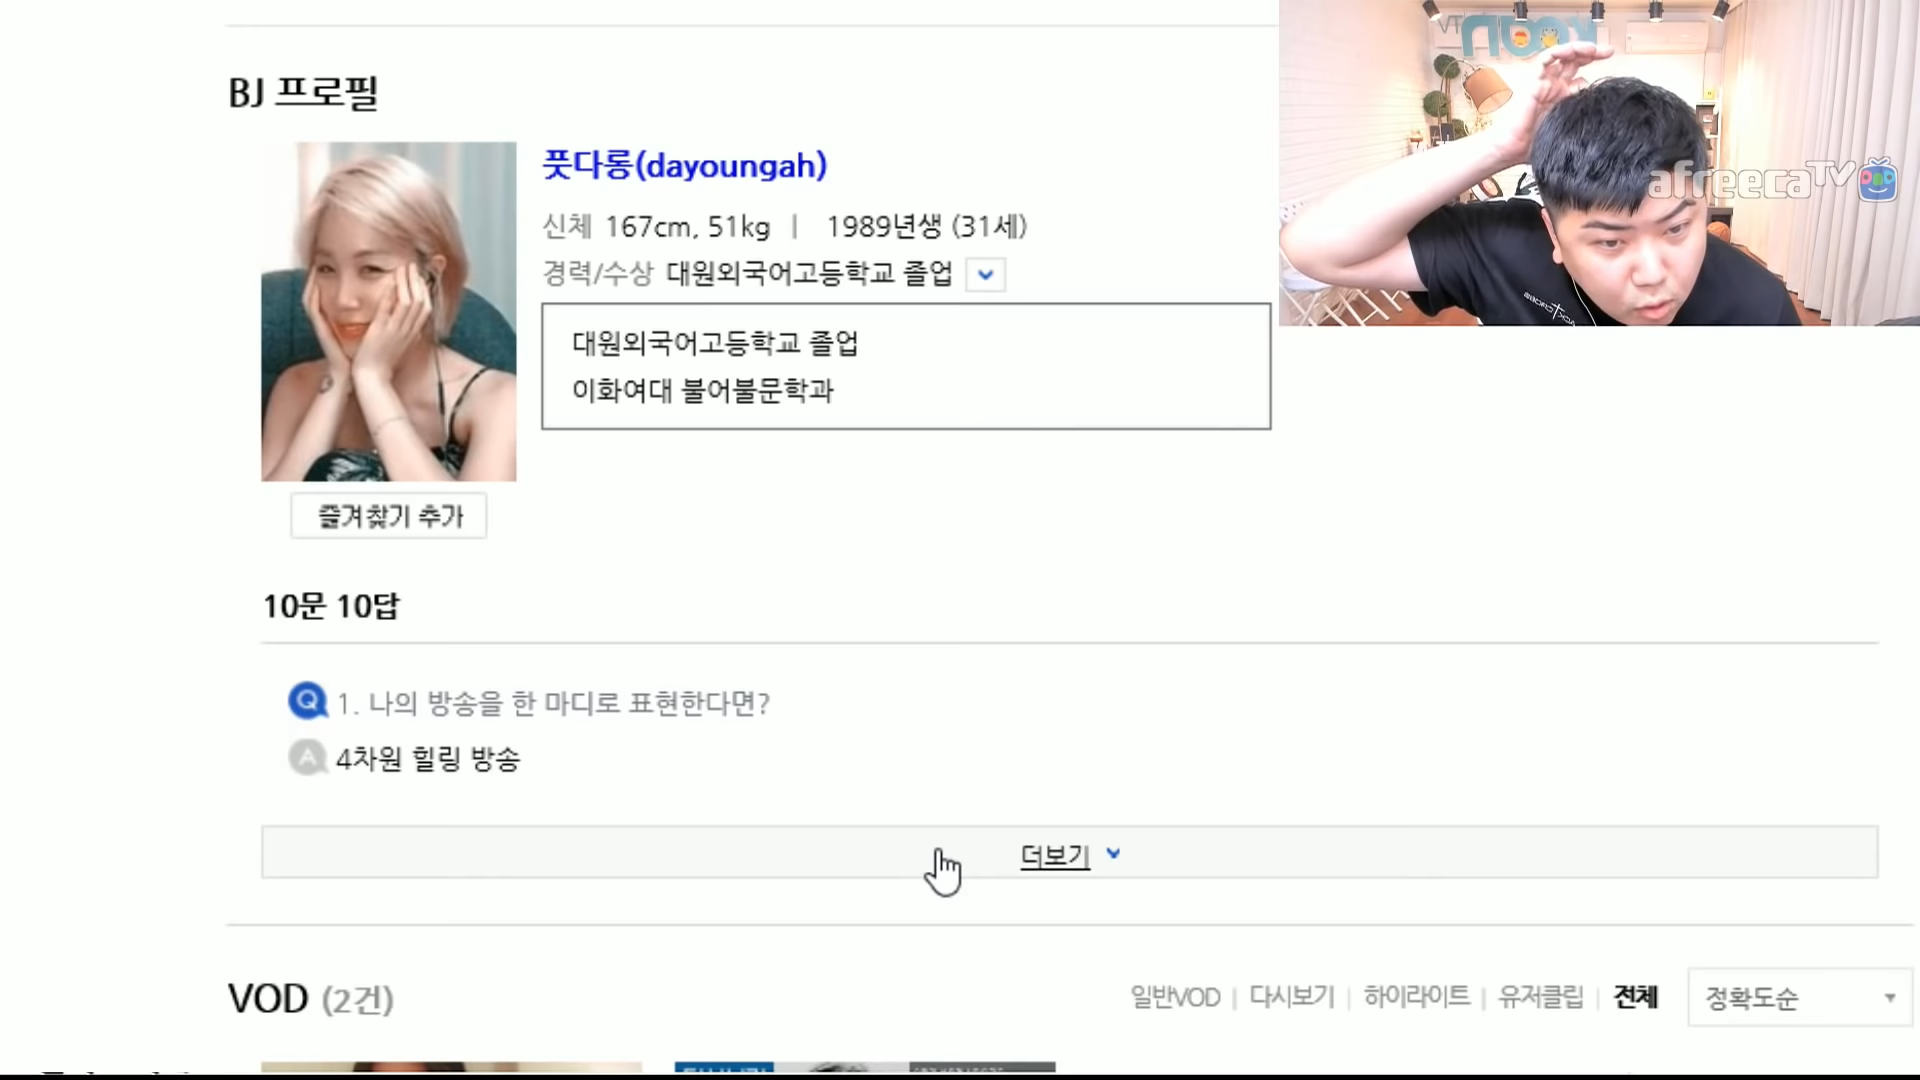 BJ 프로필
풋다롱(dayoungah)
신체 167cm, 51kg | 1989년생 (31세)
경력/수상 대원외국어고등학교 졸업
대원외국어고등학교 졸업
이화여대 불어불문학과
즐겨찾기 추가
afreecaTV
10문 10답
Q 1. 나의 방송을 한 마디로 표현한다면?
A 4차원 힐링 방송
더보기
VOD (2건)
일반VOD | 다시보기 | 하이라이트 | 유저클립 | 전체
정확도순